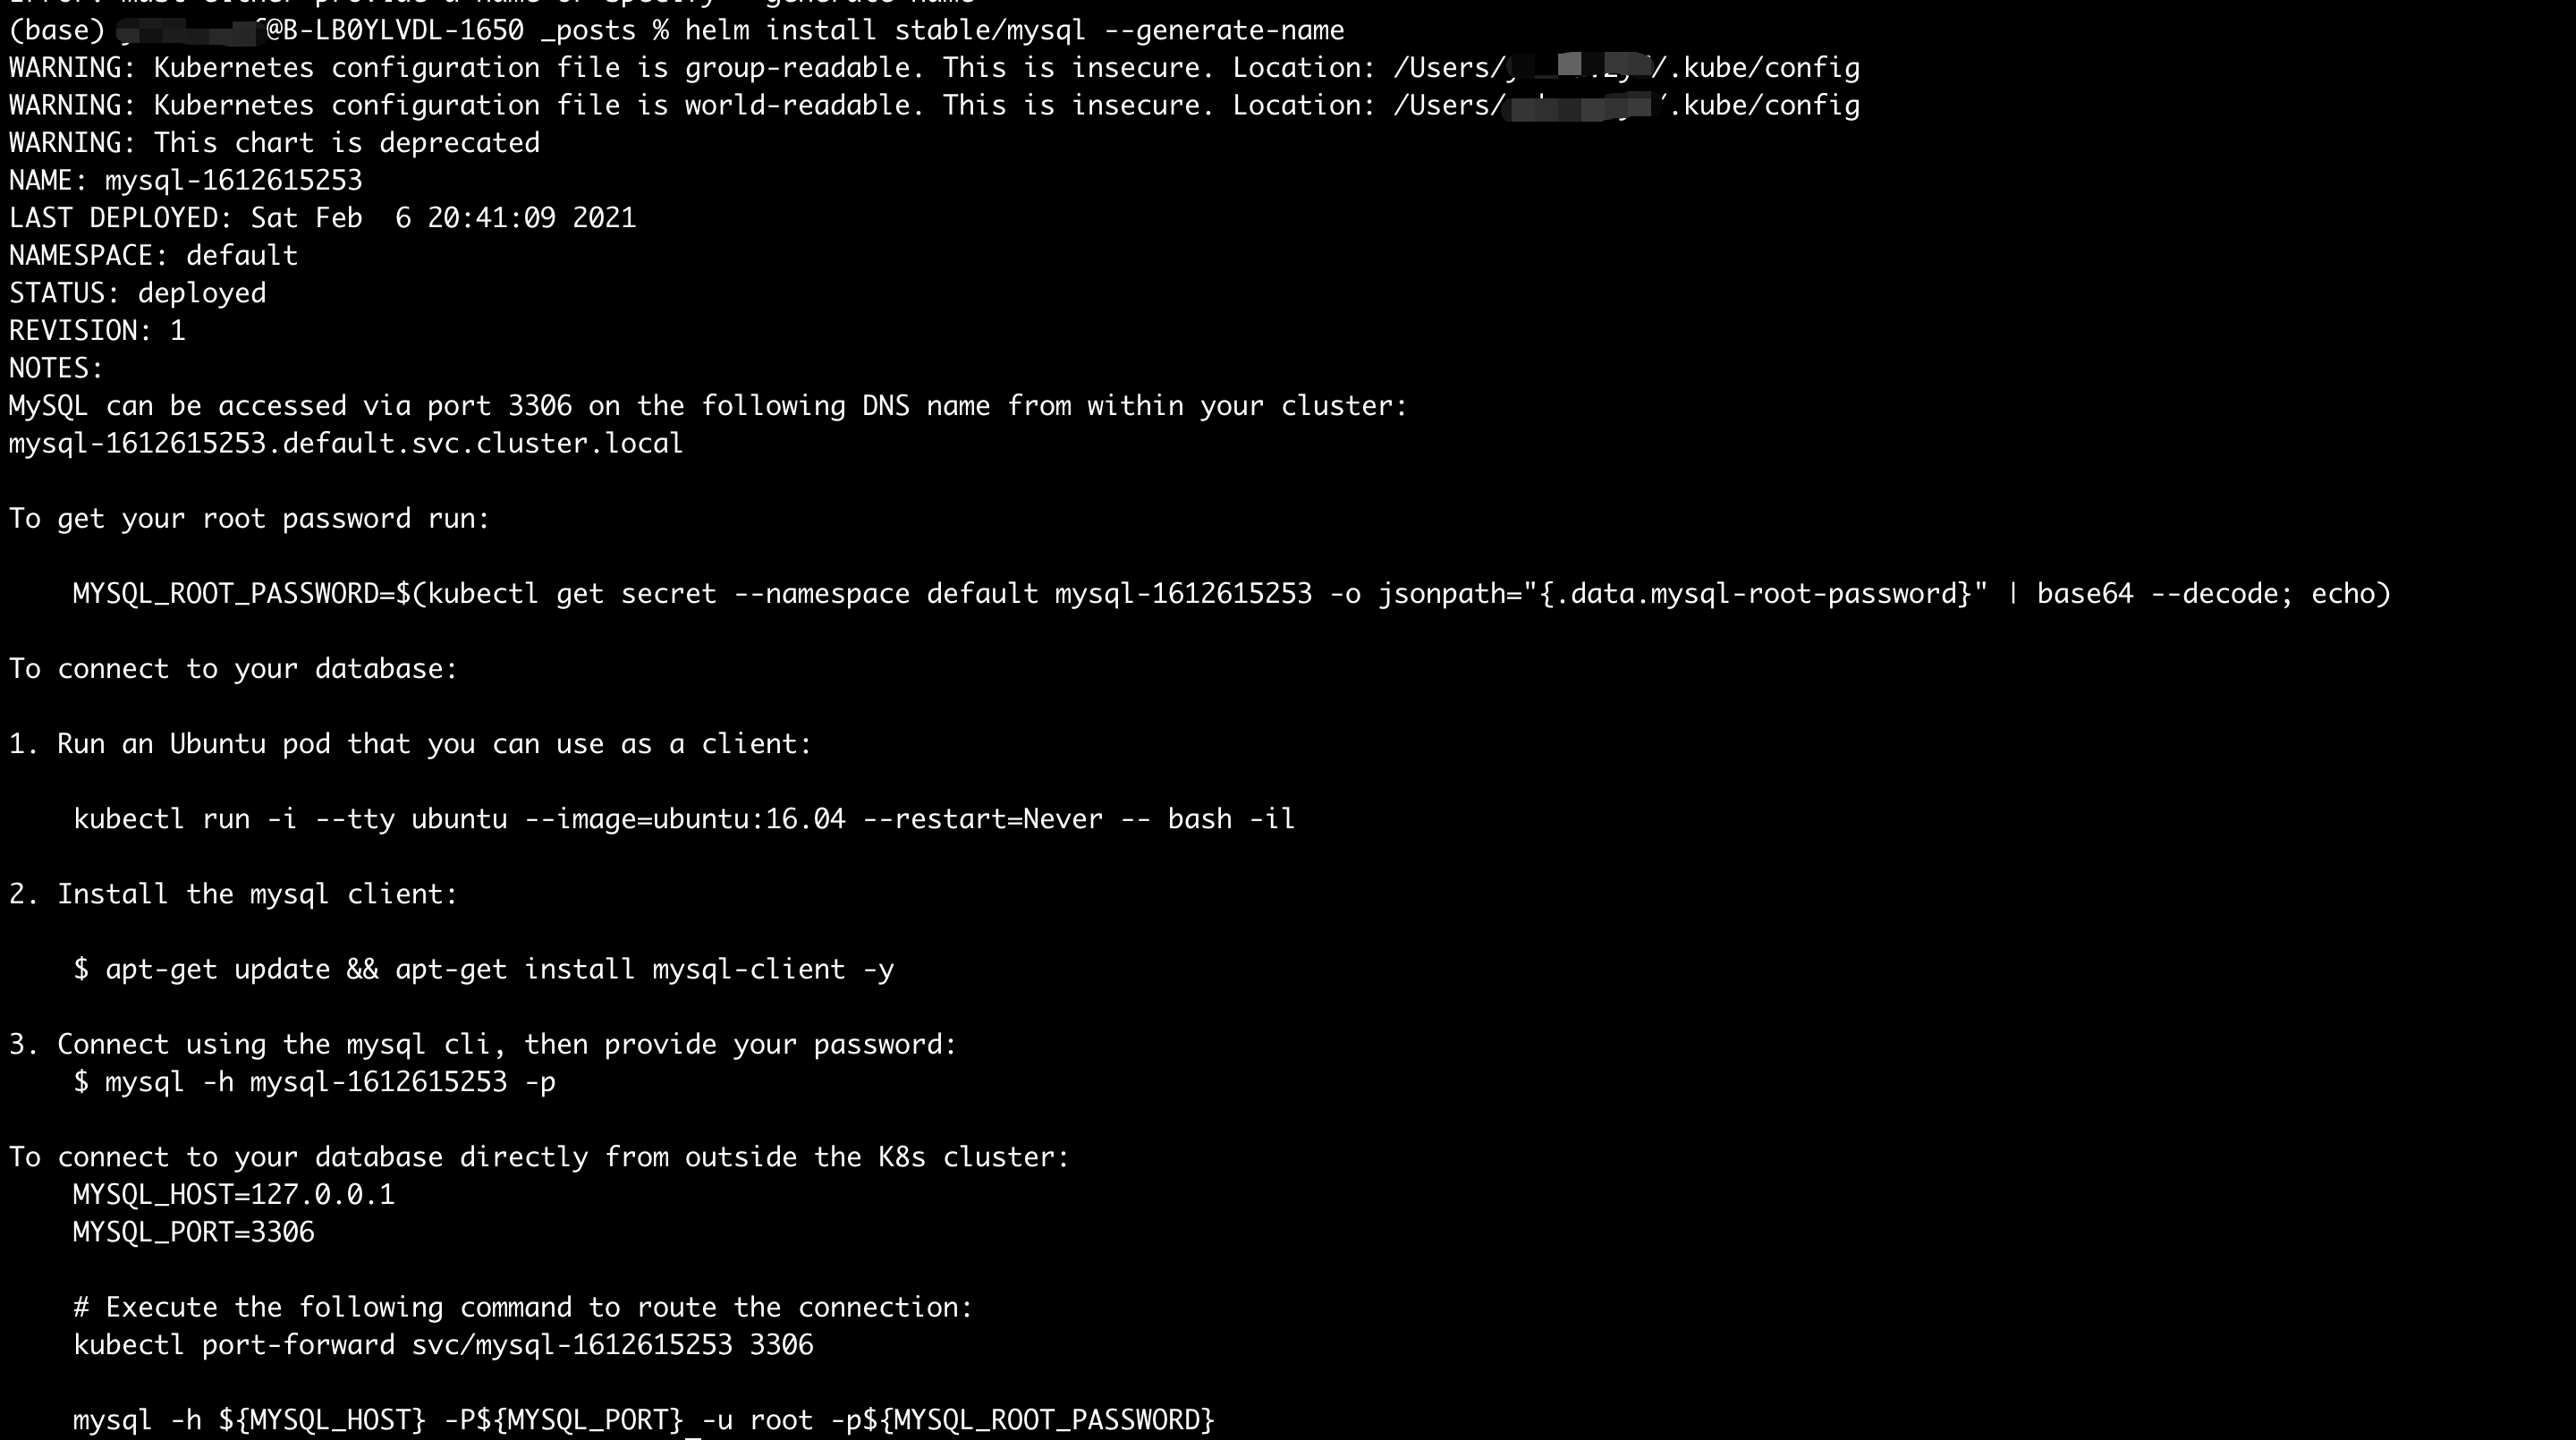 Error: must either provide a name or specify --generate-name
(base) @B-LB0YLVDL-1650 _posts % helm install stable/mysql --generate-name
WARNING: Kubernetes configuration file is group-readable. This is insecure. Location: /Users/ /.kube/config
WARNING: Kubernetes configuration file is world-readable. This is insecure. Location: /Users/ .kube/config
WARNING: This chart is deprecated
NAME: mysql-1612615253
LAST DEPLOYED: Sat Feb  6 20:41:09 2021
NAMESPACE: default
STATUS: deployed
REVISION: 1
NOTES:
MySQL can be accessed via port 3306 on the following DNS name from within your cluster:
mysql-1612615253.default.svc.cluster.local
To get your root password run:
MYSQL_ROOT_PASSWORD=$(kubectl get secret --namespace default mysql-1612615253 -o jsonpath="{.data.mysql-root-password}" | base64 --decode; echo)
To connect to your database:
1. Run an Ubuntu pod that you can use as a client:
kubectl run -i --tty ubuntu --image=ubuntu:16.04 --restart=Never -- bash -il
2. Install the mysql client:
$ apt-get update && apt-get install mysql-client -y
3. Connect using the mysql cli, then provide your password:
$ mysql -h mysql-1612615253 -p
To connect to your database directly from outside the K8s cluster:
MYSQL_HOST=127.0.0.1
MYSQL_PORT=3306
# Execute the following command to route the connection:
kubectl port-forward svc/mysql-1612615253 3306
mysql -h ${MYSQL_HOST} -P${MYSQL_PORT} -u root -p${MYSQL_ROOT_PASSWORD}